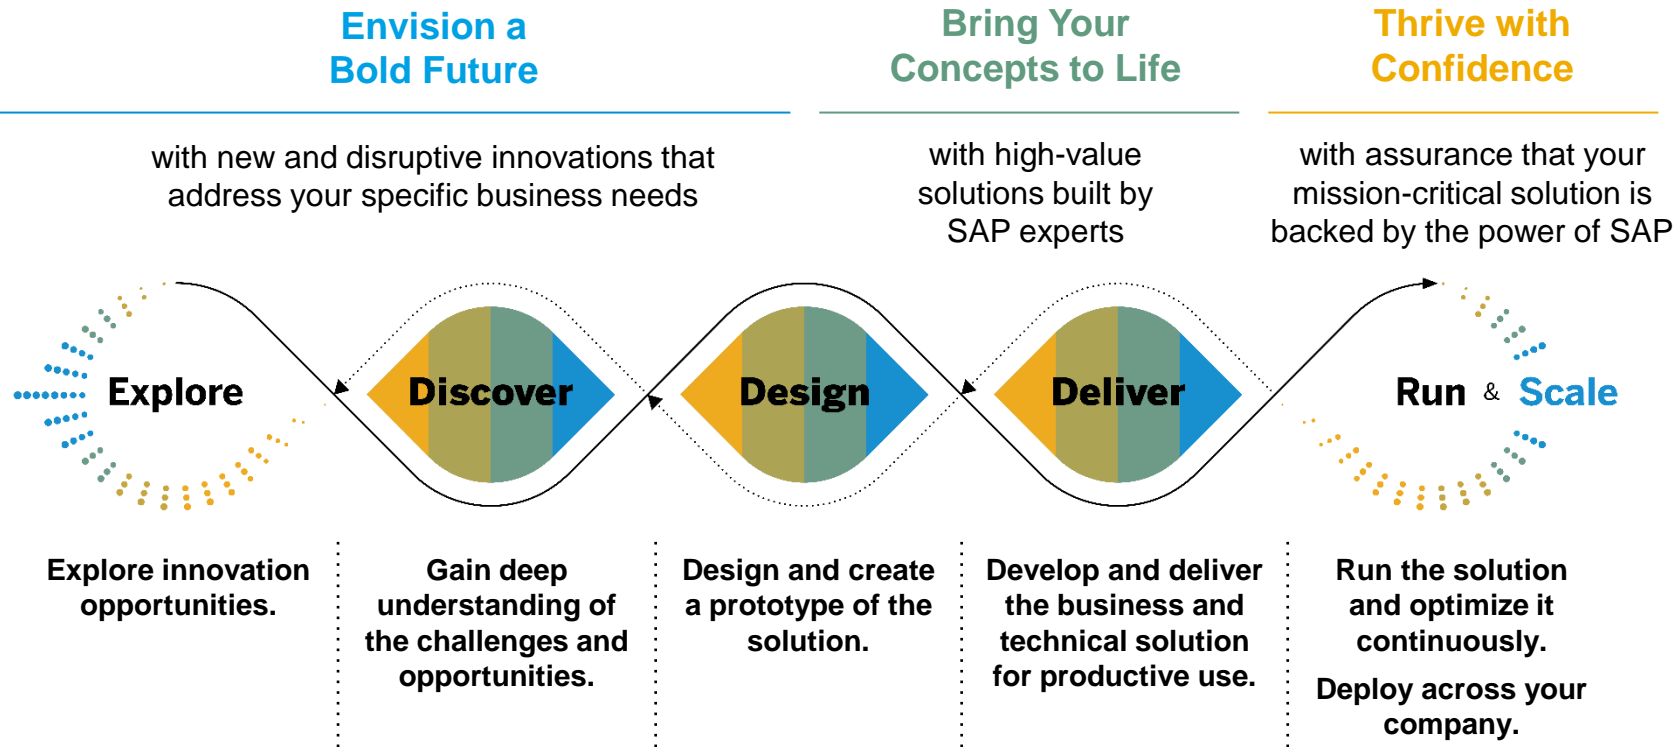 Envision a
Bold Future
Bring Your
Concepts to Life
Thrive with
Confidence
with new and disruptive innovations that
address your specific business needs
with high-value
solutions built by
SAP experts
with assurance that your
mission-critical solution is
backed by the power of SAP
Explore
Discover
Design
Deliver
Run & Scale
Explore innovation
opportunities.
Gain deep
understanding of
the challenges and
opportunities.
Design and create
a prototype of the
solution.
Develop and deliver
the business and
technical solution
for productive use.
Run the solution
and optimize it
continuously.
Deploy across your
company.